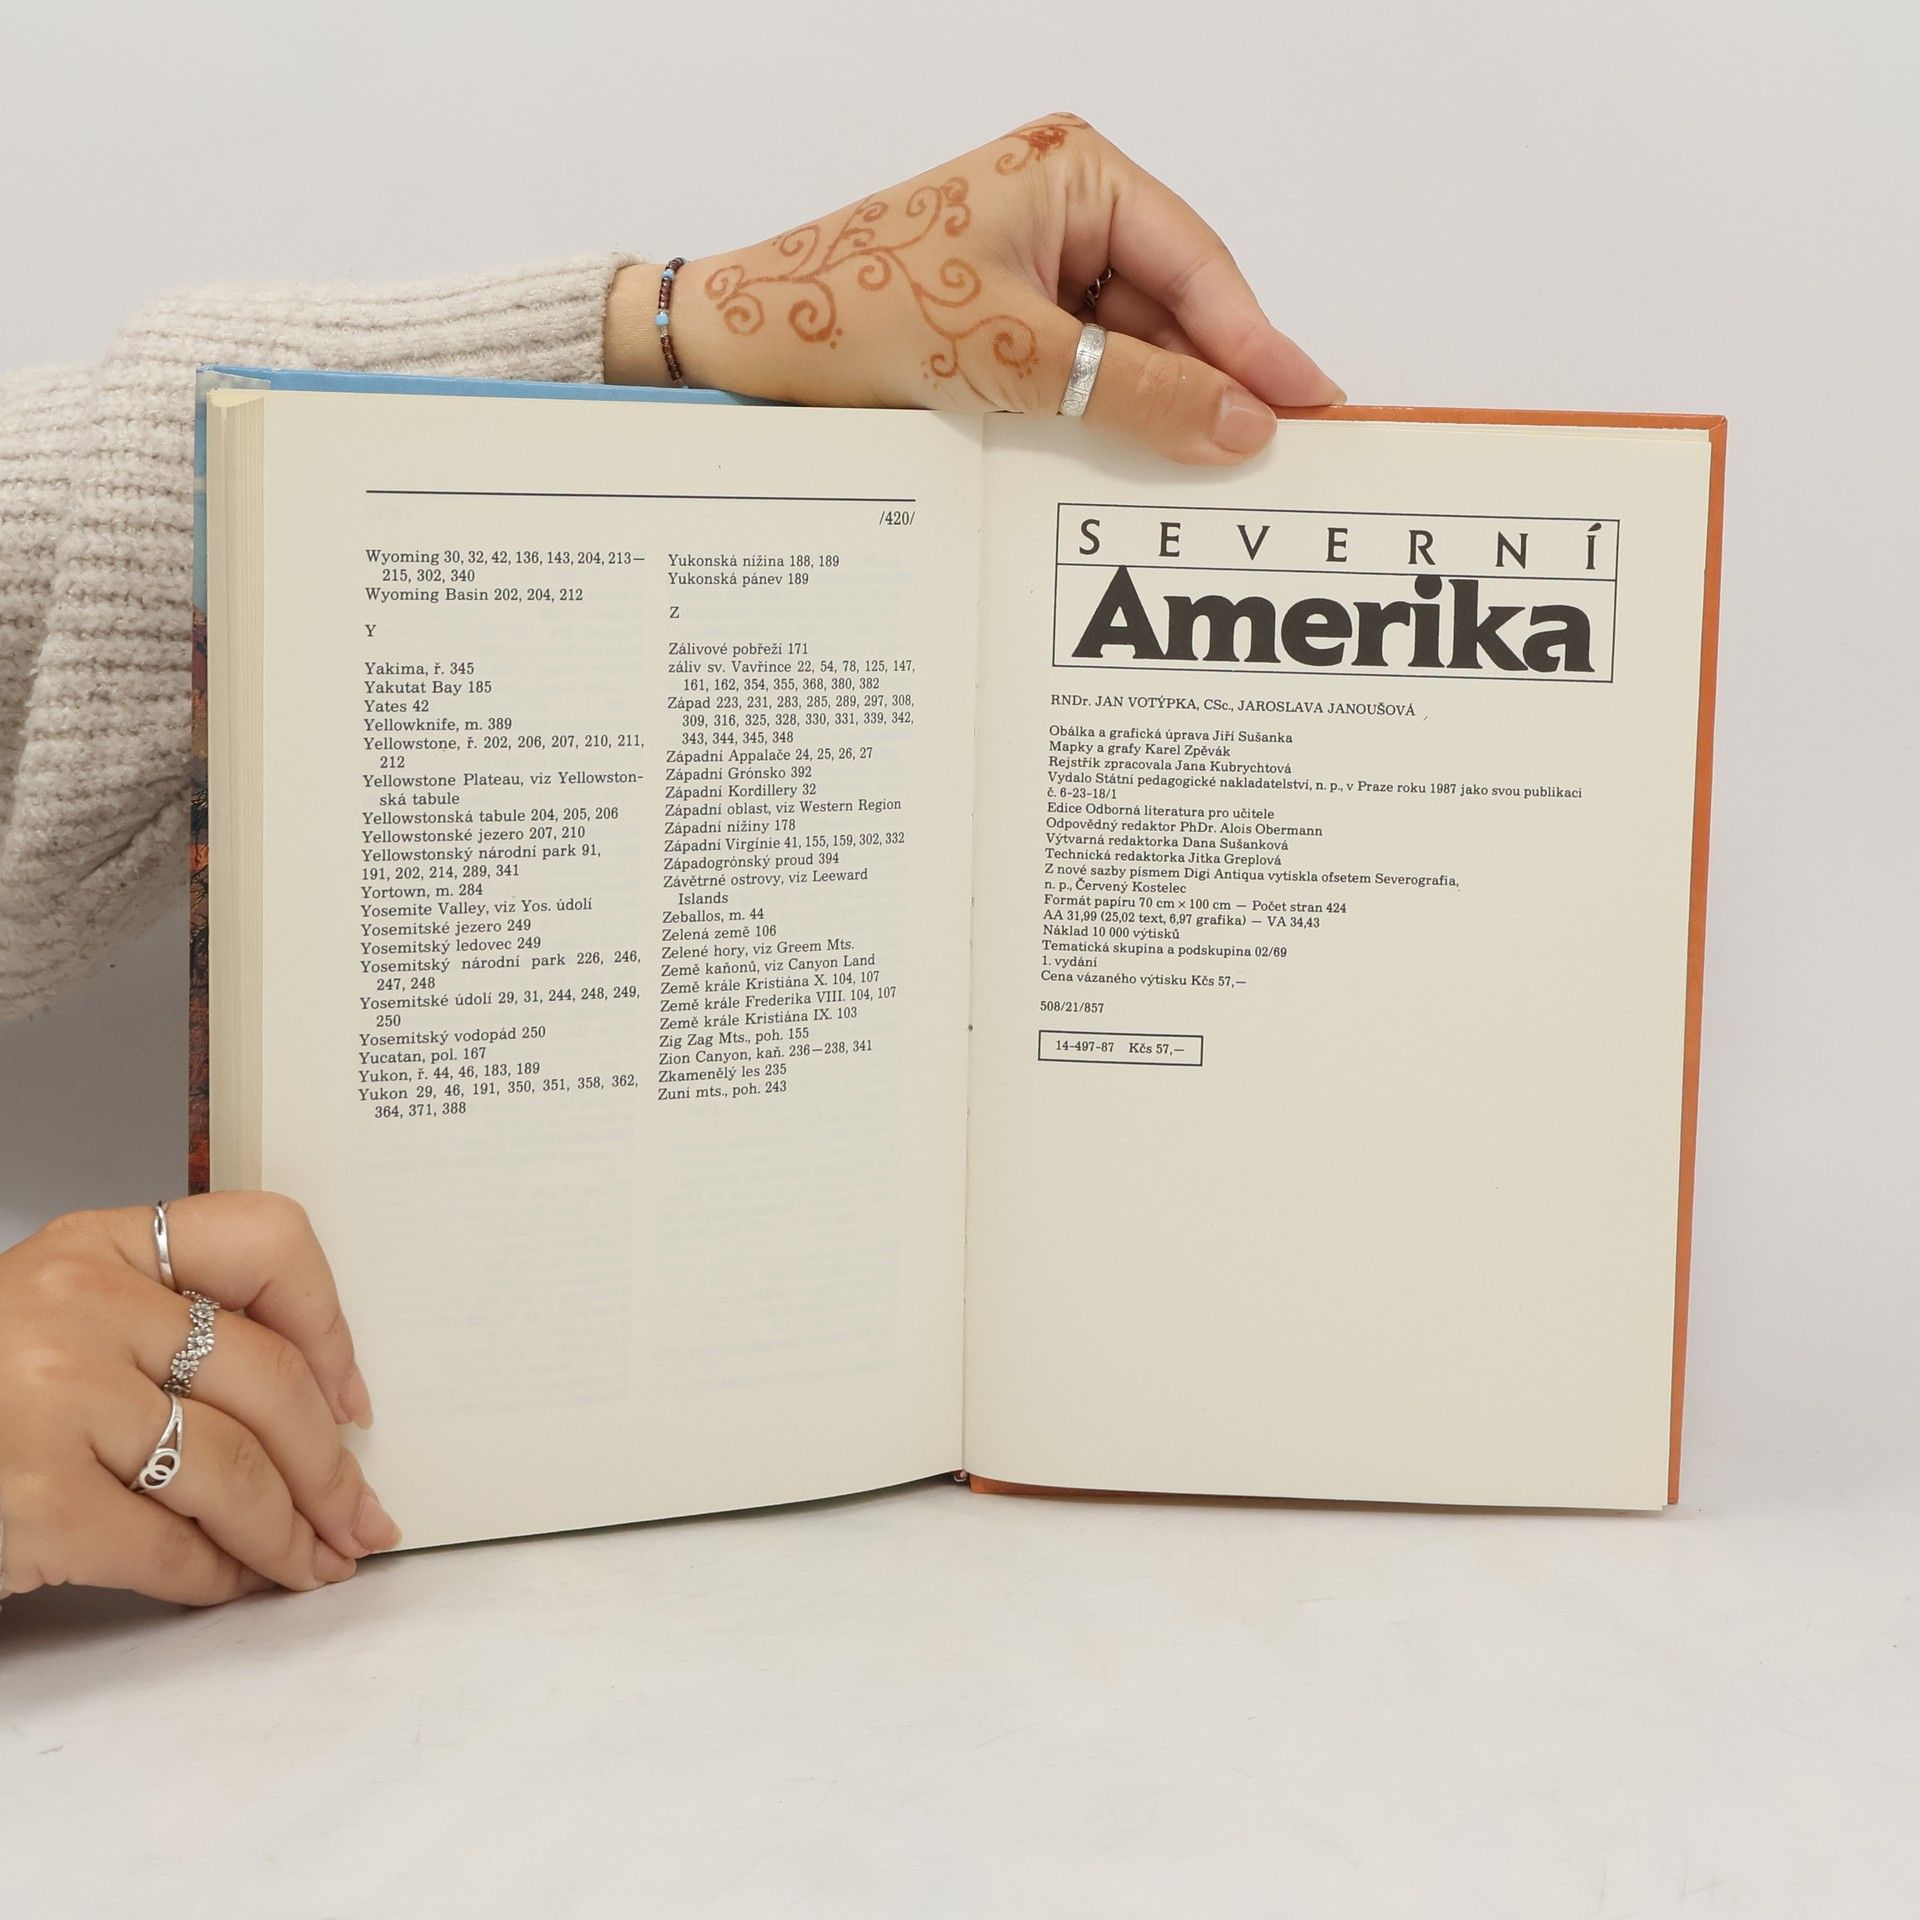 /420/
Wyoming 30, 32, 42, 136, 143, 204, 213—
215, 302, 340
Wyoming Basin 202, 204, 212
Y
Yakima, ř. 345
Yakutat Bay 185
Yates 42
Yellowknife, m. 389
Yellowstone, ř. 202, 206, 207, 210, 211,
212
Yellowstone Plateau, viz Yellowston-
ská tabule
Yellowstonská tabule 204, 205, 206
Yellowstonské jezero 207, 210
Yellowstonský národní park 91,
191, 202, 214, 289, 341
Yortown, m. 284
Yosemite Valley, viz Yos. údolí
Yosemitské jezero 249
Yosemitský ledovec 249
Yosemitský národní park 226, 246,
247, 248
Yosemitské údolí 29, 31, 244, 248, 249,
250
Yosemitský vodopád 250
Yucatan, pol. 167
Yukon, ř. 44, 46, 183, 189
Yukon 29, 46, 191, 350, 351, 358, 362,
364, 371, 388
Yukonská nížina 188, 189
Yukonská pánev 189
Z
Zálivové pobřeží 171
záliv sv. Vavřince 22, 54, 78, 125, 147,
161, 162, 354, 355, 368, 380, 382
Západ 223, 231, 283, 285, 289, 297, 308,
309, 316, 325, 328, 330, 331, 339, 342,
343, 344, 345, 348
Západní Appalače 24, 25, 26, 27
Západní Grónsko 392
Západní Kordillery 32
Západní oblast, viz Western Region
Západní nížiny 178
Západní Virgínie 41, 155, 159, 302, 332
Západogrónský proud 394
Závětrné ostrovy, viz Leeward
Islands
Zeballos, m. 44
Zelená země 106
Zelené hory, viz Greem Mts.
Země kaňonů, viz Canyon Land
Země krále Kristiána X. 104, 107
Země krále Frederika VIII. 104, 107
Země krále Kristiána IX. 103
Zig Zag Mts., poh. 155
Zion Canyon, kaň. 236—238, 341
Zkamenělý les 235
Zuni mts., poh. 243
SEVERNÍ
Amerika
RNDr. JAN VOTÝPKA, CSc., JAROSLAVA JANOUŠOVÁ
Obálka a grafická úprava Jiří Sušanka
Mapky a grafy Karel Zpěvák
Rejstřík zpracovala Jana Kubrychtová
Vydalo Státní pedagogické nakladatelství, n. p., v Praze roku 1987 jako svou publikaci
č. 6-23-18/1
Edice Odborná literatura pro učitele
Odpovědný redaktor PhDr. Alois Obermann
Výtvarná redaktorka Dana Sušanková
Technická redaktorka Jitka Greplová
Z nové sazby písmem Digi Antiqua vytiskla ofsetem Severografia,
n. p., Červený Kostelec
Formát papíru 70 cm × 100 cm — Počet stran 424
AA 31,99 (25,02 text, 6,97 grafika) — VA 34,43
Náklad 10 000 výtisků
Tematická skupina a podskupina 02/69
1. vydání
Cena vázaného výtisku Kčs 57,—
508/21/857
14-497-87 Kčs 57,—